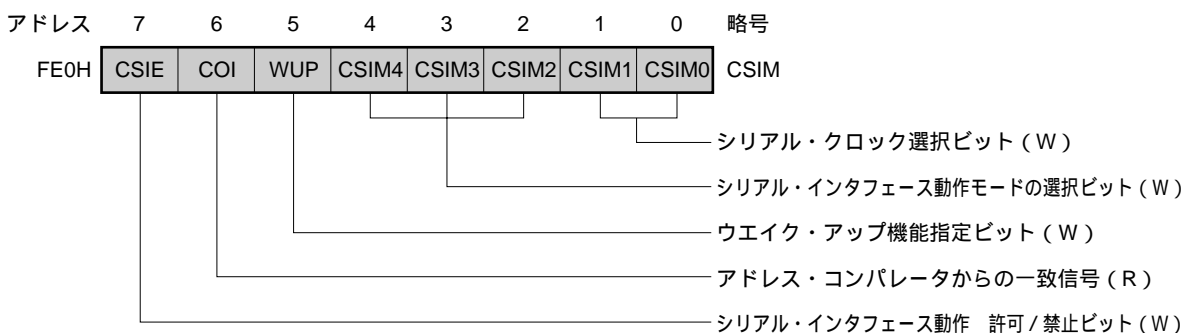 アドレス 7 6 5 4 3 2 1 0 略号
FE0H CSIE COI WUP CSIM4 CSIM3 CSIM2 CSIM1 CSIM0 CSIM
シリアル・クロック選択ビット（W）
シリアル・インタフェース動作モードの選択ビット（W）
ウエイク・アップ機能指定ビット（W）
アドレス・コンパレータからの一致信号（R）
シリアル・インタフェース動作　許可／禁止ビット（W）